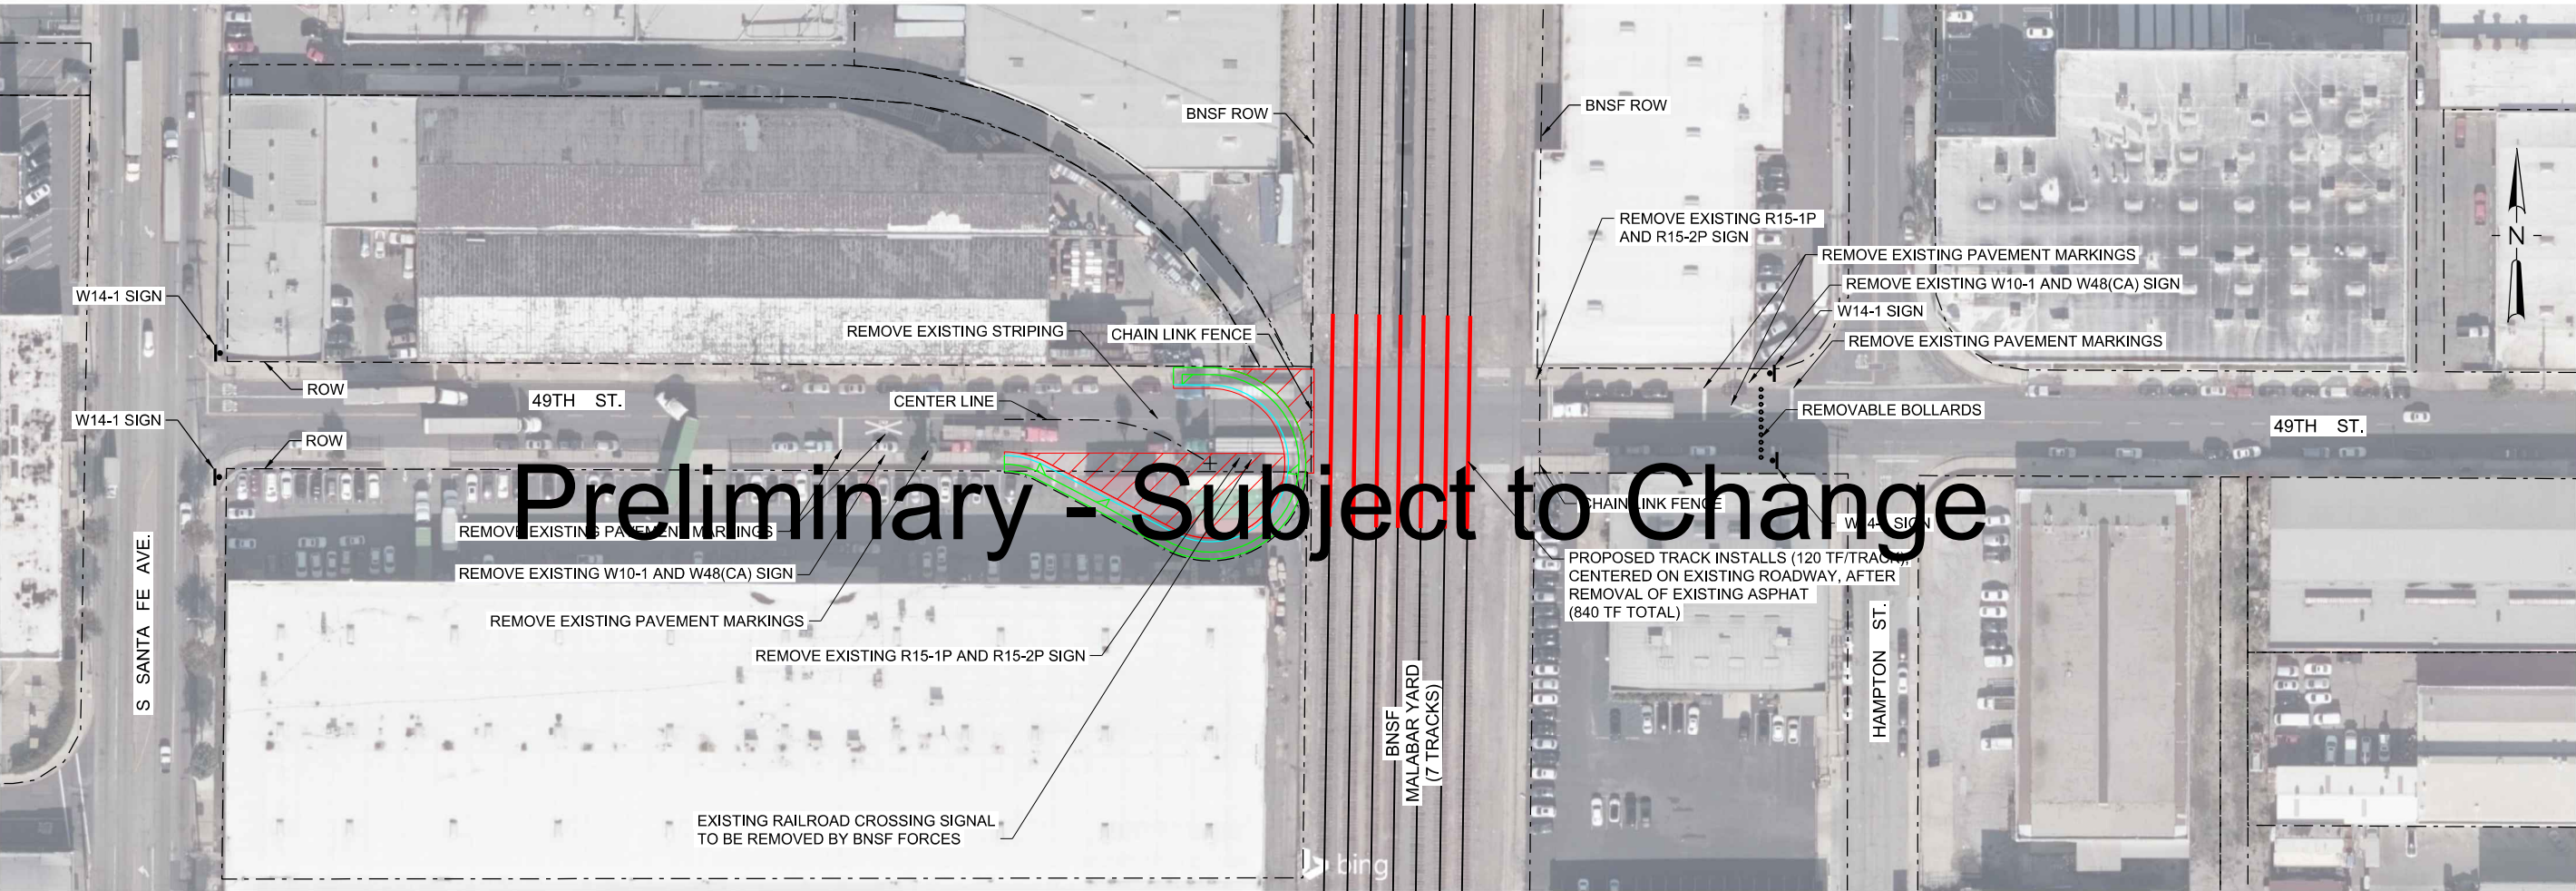 BNSF ROW
BNSF ROW
REMOVE EXISTING R15-1P
AND R15-2P SIGN
REMOVE EXISTING PAVEMENT MARKINGS
REMOVE EXISTING W10-1 AND W48(CA) SIGN
W14-1 SIGN
REMOVE EXISTING PAVEMENT MARKINGS
N
W14-1 SIGN
REMOVE EXISTING STRIPING
CHAIN LINK FENCE
ROW
49TH ST.
CENTER LINE
REMOVABLE BOLLARDS
49TH ST.
W14-1 SIGN
ROW
Preliminary - Subject to Change
REMOVE EXISTING PAVEMENT MARKINGS
CHAIN LINK FENCE
W14-1 SIGN
REMOVE EXISTING W10-1 AND W48(CA) SIGN
PROPOSED TRACK INSTALLS (120 TF/TRACK),
CENTERED ON EXISTING ROADWAY, AFTER
REMOVAL OF EXISTING ASPHAT
(840 TF TOTAL)
REMOVE EXISTING PAVEMENT MARKINGS
REMOVE EXISTING R15-1P AND R15-2P SIGN
S SANTA FE AVE.
HAMPTON ST.
BNSF
MALABAR YARD
(7 TRACKS)
EXISTING RAILROAD CROSSING SIGNAL
TO BE REMOVED BY BNSF FORCES
bing